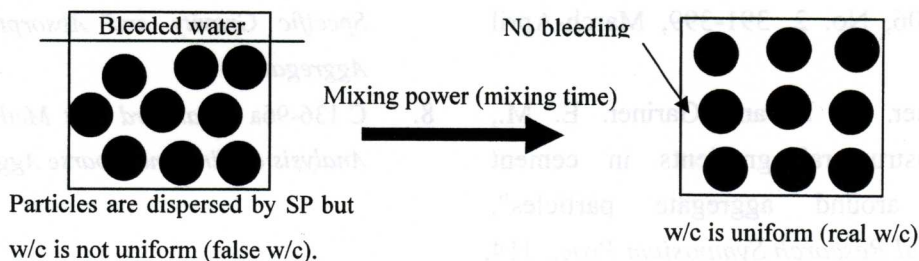 Bleeded water
No bleeding
Mixing power (mixing time)
Particles are dispersed by SP but
w/c is not uniform (false w/c).
w/c is uniform (real w/c)